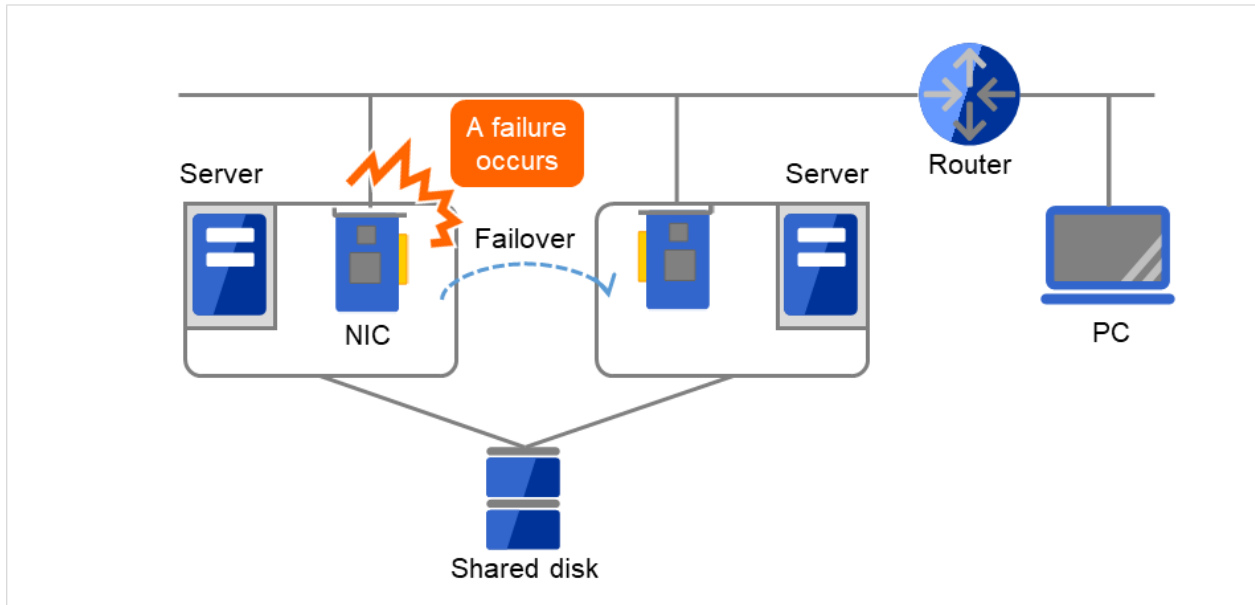 A failure
occurs
Server
Server
Router
Failover
NIC
PC
Shared disk